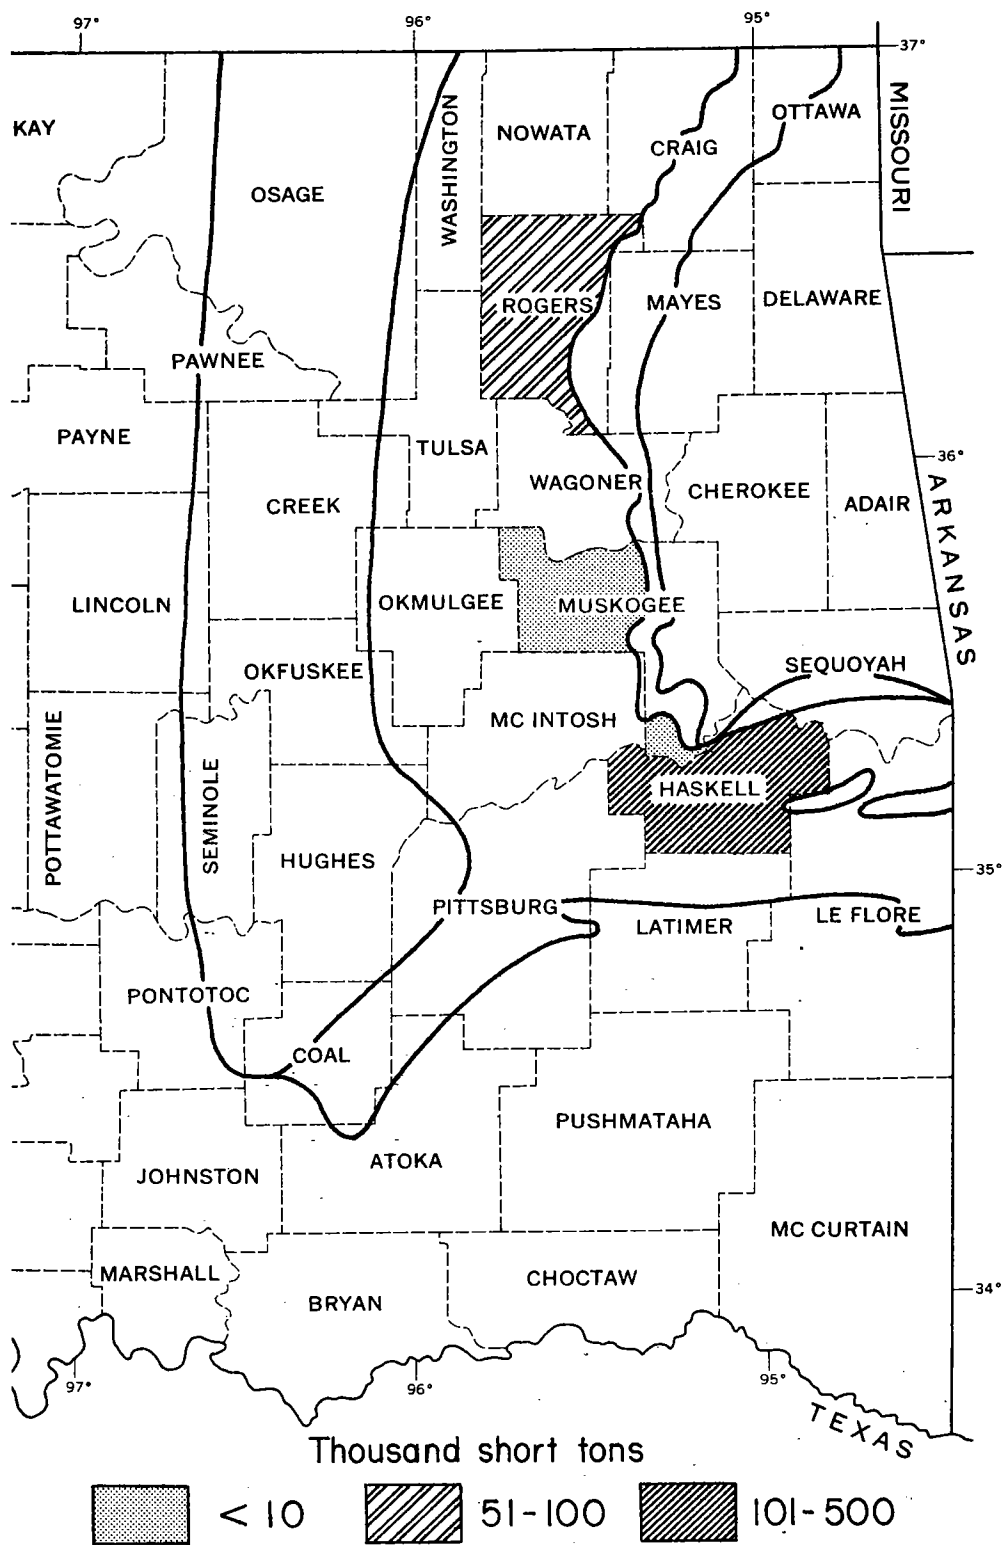 97°
96°
95°
37°
KAY
OSAGE
WASHINGTON
NOWATA
CRAIG
OTTAWA
MISSOURI
ROGERS
MAYES
DELAWARE
PAWNEE
PAYNE
TULSA
CREEK
WAGONER
CHEROKEE
ADAIR
36°
ARKANSAS
LINCOLN
OKMULGEE
MUSKOGEE
OKFUSKEE
SEQUOYAH
MC INTOSH
POTTAWATOMIE
SEMINOLE
HASKELL
HUGHES
35°
PITTSBURG
LATIMER
LE FLORE
PONTOTOC
COAL
PUSHMATAHA
ATOKA
JOHNSTON
MC CURTAIN
MARSHALL
BRYAN
CHOCTAW
34°
97°
96°
95°
TEXAS
Thousand short tons
< 10
51-100
101-500